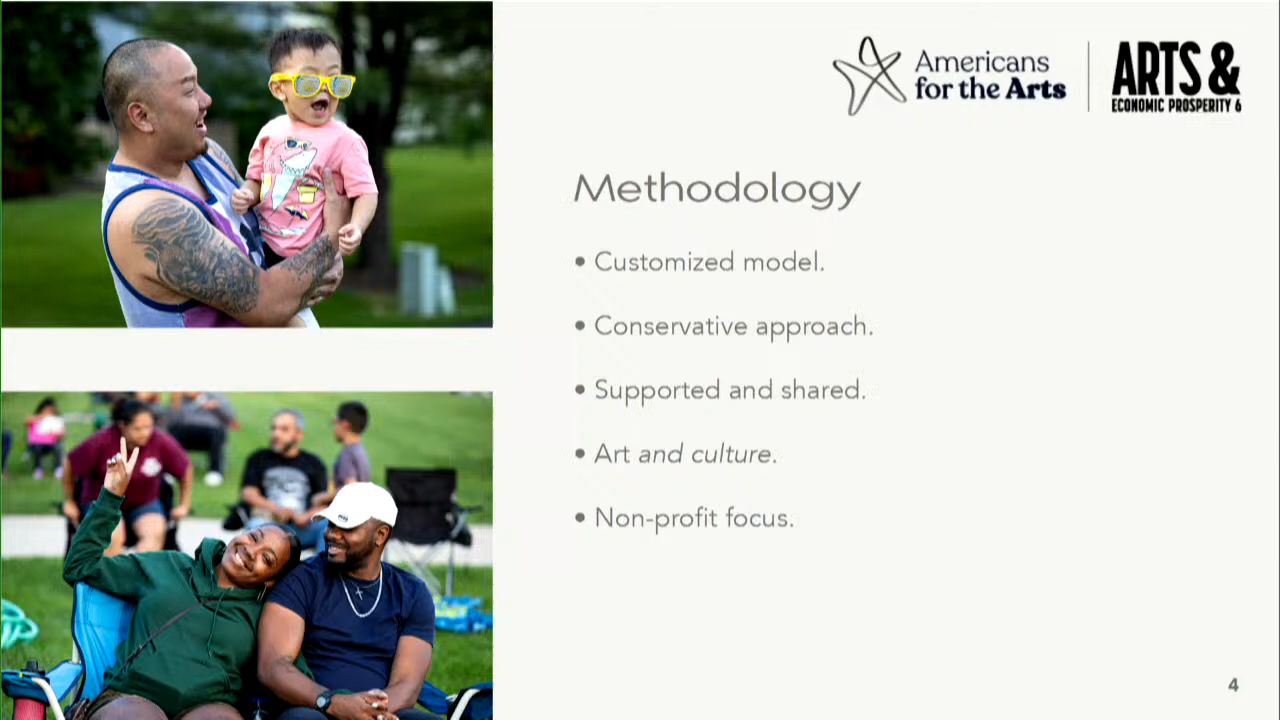 Americans
for the Arts
ARTS &
ECONOMIC PROSPERITY 6
Methodology
• Customized model.
• Conservative approach.
• Supported and shared.
• Art and culture.
• Non-profit focus.
4